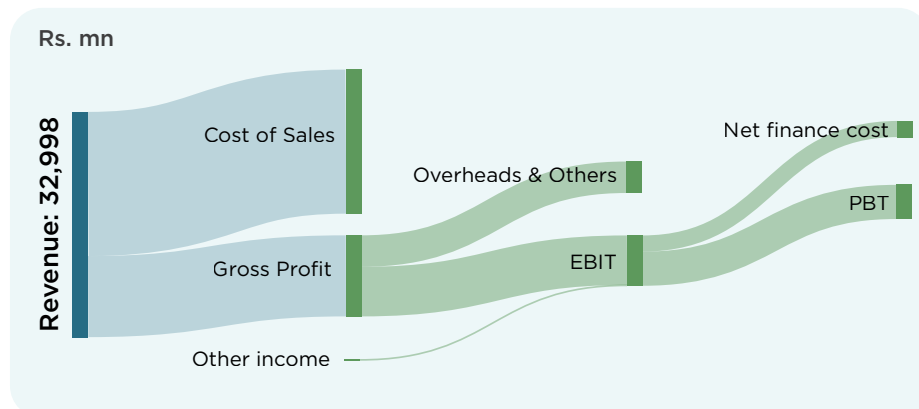 Rs. mn
Revenue: 32,998
Cost of Sales
Gross Profit
Other income
Overheads & Others
EBIT
Net finance cost
PBT